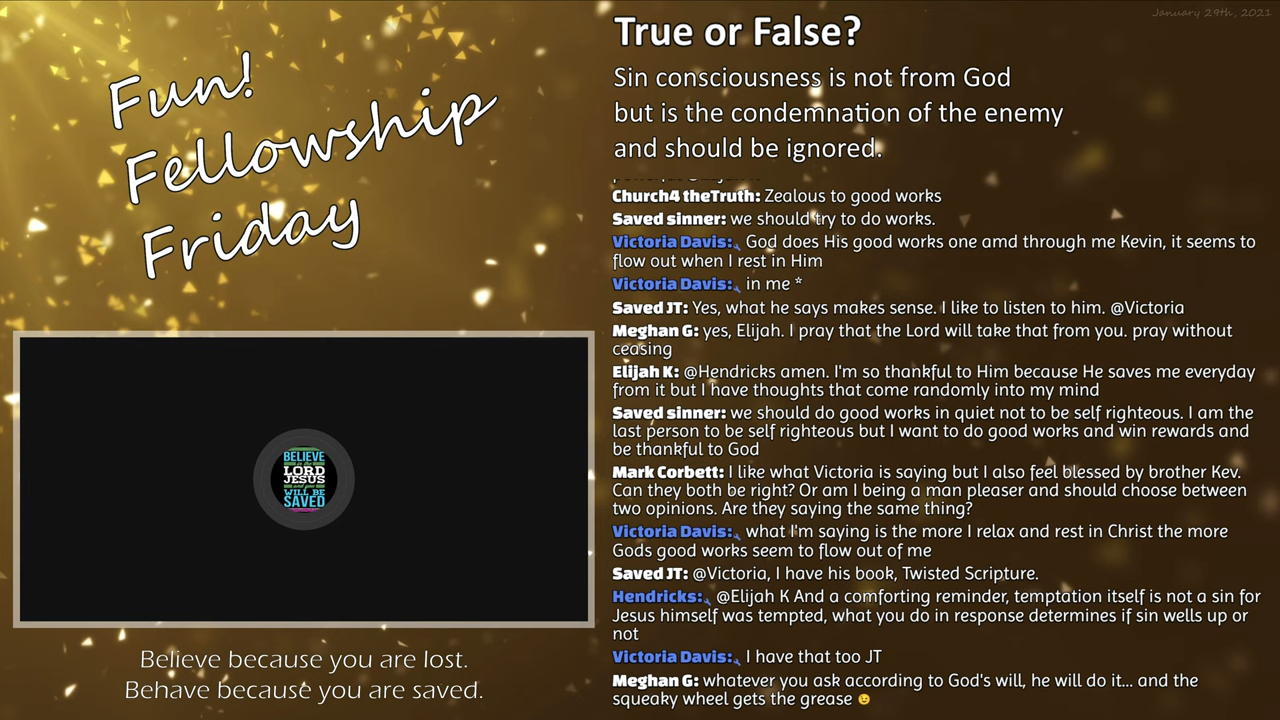 January 29th, 2021
Fun!
Fellowship
Friday
True or False?
Sin consciousness is not from God
but is the condemnation of the enemy
and should be ignored.
Church4 theTruth: Zealous to good works
Saved sinner: we should try to do works.
Victoria Davis: God does His good works one amd through me Kevin, it seems to
flow out when I rest in Him
Victoria Davis: in me *
Saved JT: Yes, what he says makes sense. I like to listen to him. @Victoria
Meghan G: yes, Elijah. I pray that the Lord will take that from you. pray without
ceasing
Elijah K: @Hendricks amen. I'm so thankful to Him because He saves me everyday
from it but I have thoughts that come randomly into my mind
Saved sinner: we should do good works in quiet not to be self righteous. I am the
last person to be self righteous but I want to do good works and win rewards and
be thankful to God
Mark Corbett: I like what Victoria is saying but I also feel blessed by brother Kev.
Can they both be right? Or am I being a man pleaser and should choose between
two opinions. Are they saying the same thing?
Victoria Davis: what I'm saying is the more I relax and rest in Christ the more
Gods good works seem to flow out of me
Saved JT: @Victoria, I have his book, Twisted Scripture.
Hendricks: @Elijah K And a comforting reminder, temptation itself is not a sin for
Jesus himself was tempted, what you do in response determines if sin wells up or
not
Victoria Davis: I have that too JT
Meghan G: whatever you ask according to God's will, he will do it... and the
squeaky wheel gets the grease 😉
BELIEVE
LORD
JESUS
WILL BE
SAVED
Believe because you are lost.
Behave because you are saved.